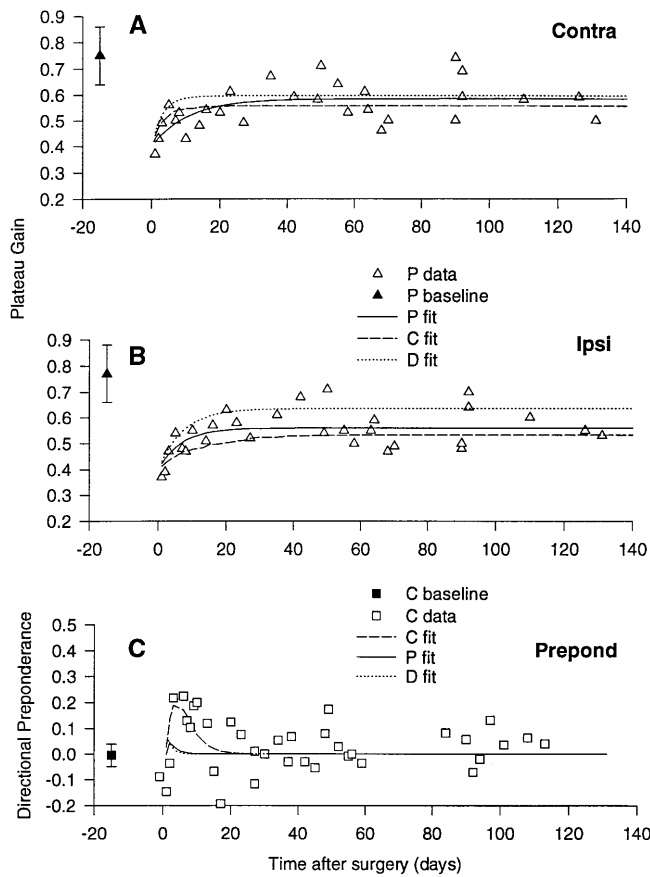 A
Contra
0.9
0.8
0.7
0.6
0.5
0.4
0.3
0.2
-20 0 20 40 60 80 100 120 140
Plateau Gain
P data
P baseline
P fit
C fit
D fit
B
Ipsi
0.9
0.8
0.7
0.6
0.5
0.4
0.3
0.2
-20 0 20 40 60 80 100 120 140
C baseline
C data
C fit
P fit
D fit
C
Prepond
0.5
0.4
0.3
0.2
0.1
0.0
-0.1
-0.2
Directional Preponderance
-20 0 20 40 60 80 100 120 140
Time after surgery (days)